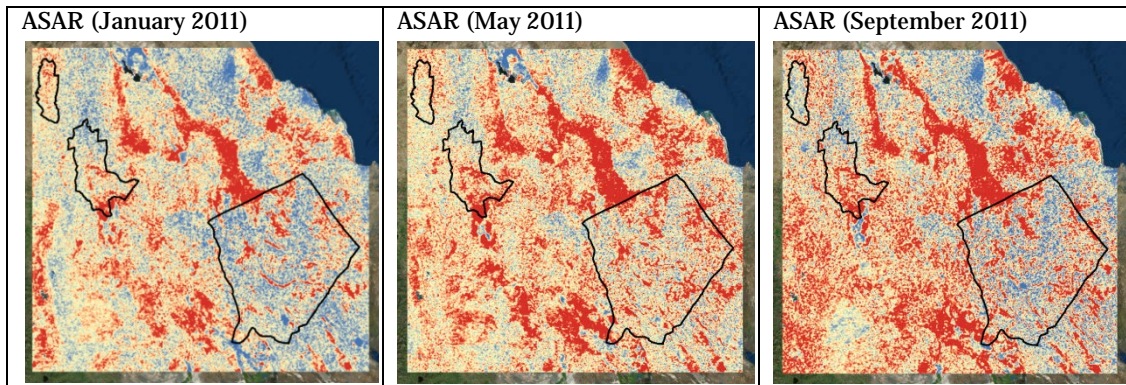 ASAR (January 2011)
ASAR (May 2011)
ASAR (September 2011)